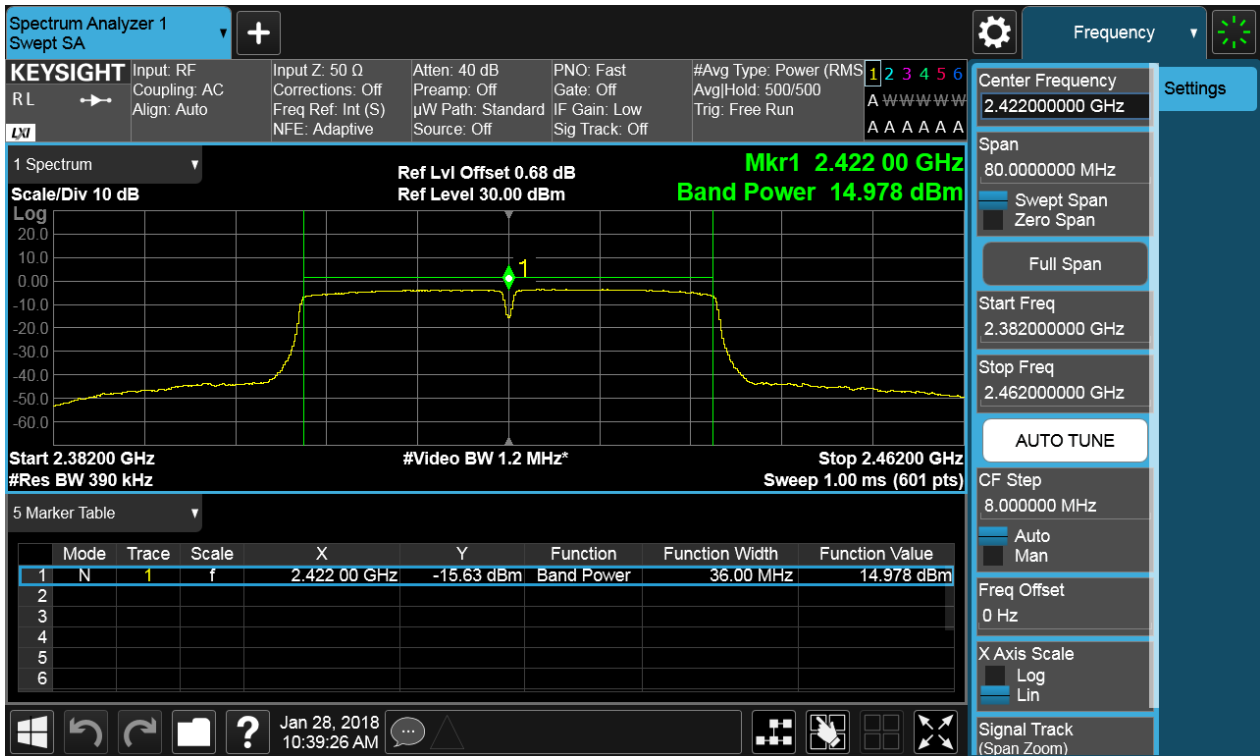 Spectrum Analyzer 1
Swept SA
+
Frequency
KEYSIGHT
R L
LXI
Input: RF
Coupling: AC
Align: Auto
Input Z: 50 Ω
Corrections: Off
Freq Ref: Int (S)
NFE: Adaptive
Atten: 40 dB
Preamp: Off
µW Path: Standard
Source: Off
PNO: Fast
Gate: Off
IF Gain: Low
Sig Track: Off
#Avg Type: Power (RMS
Avg|Hold: 500/500
Trig: Free Run
1 2 3 4 5 6
A W W W W W
A A A A A A
1 Spectrum
Scale/Div 10 dB
Ref Lvl Offset 0.68 dB
Ref Level 30.00 dBm
Mkr1 2.422 00 GHz
Band Power 14.978 dBm
Log
20.0
10.0
0.00
-10.0
-20.0
-30.0
-40.0
-50.0
-60.0
1
Start 2.38200 GHz
#Res BW 390 kHz
#Video BW 1.2 MHz*
Stop 2.46200 GHz
Sweep 1.00 ms (601 pts)
5 Marker Table
Mode Trace Scale X Y Function Function Width Function Value
1 N 1 f 2.422 00 GHz -15.63 dBm Band Power 36.00 MHz 14.978 dBm
2
3
4
5
6
Center Frequency
2.422000000 GHz
Span
80.0000000 MHz
Swept Span
Zero Span
Full Span
Start Freq
2.382000000 GHz
Stop Freq
2.462000000 GHz
AUTO TUNE
CF Step
8.000000 MHz
Auto
Man
Freq Offset
0 Hz
X Axis Scale
Log
Lin
Signal Track
(Span Zoom)
Settings
?
Jan 28, 2018
10:39:26 AM